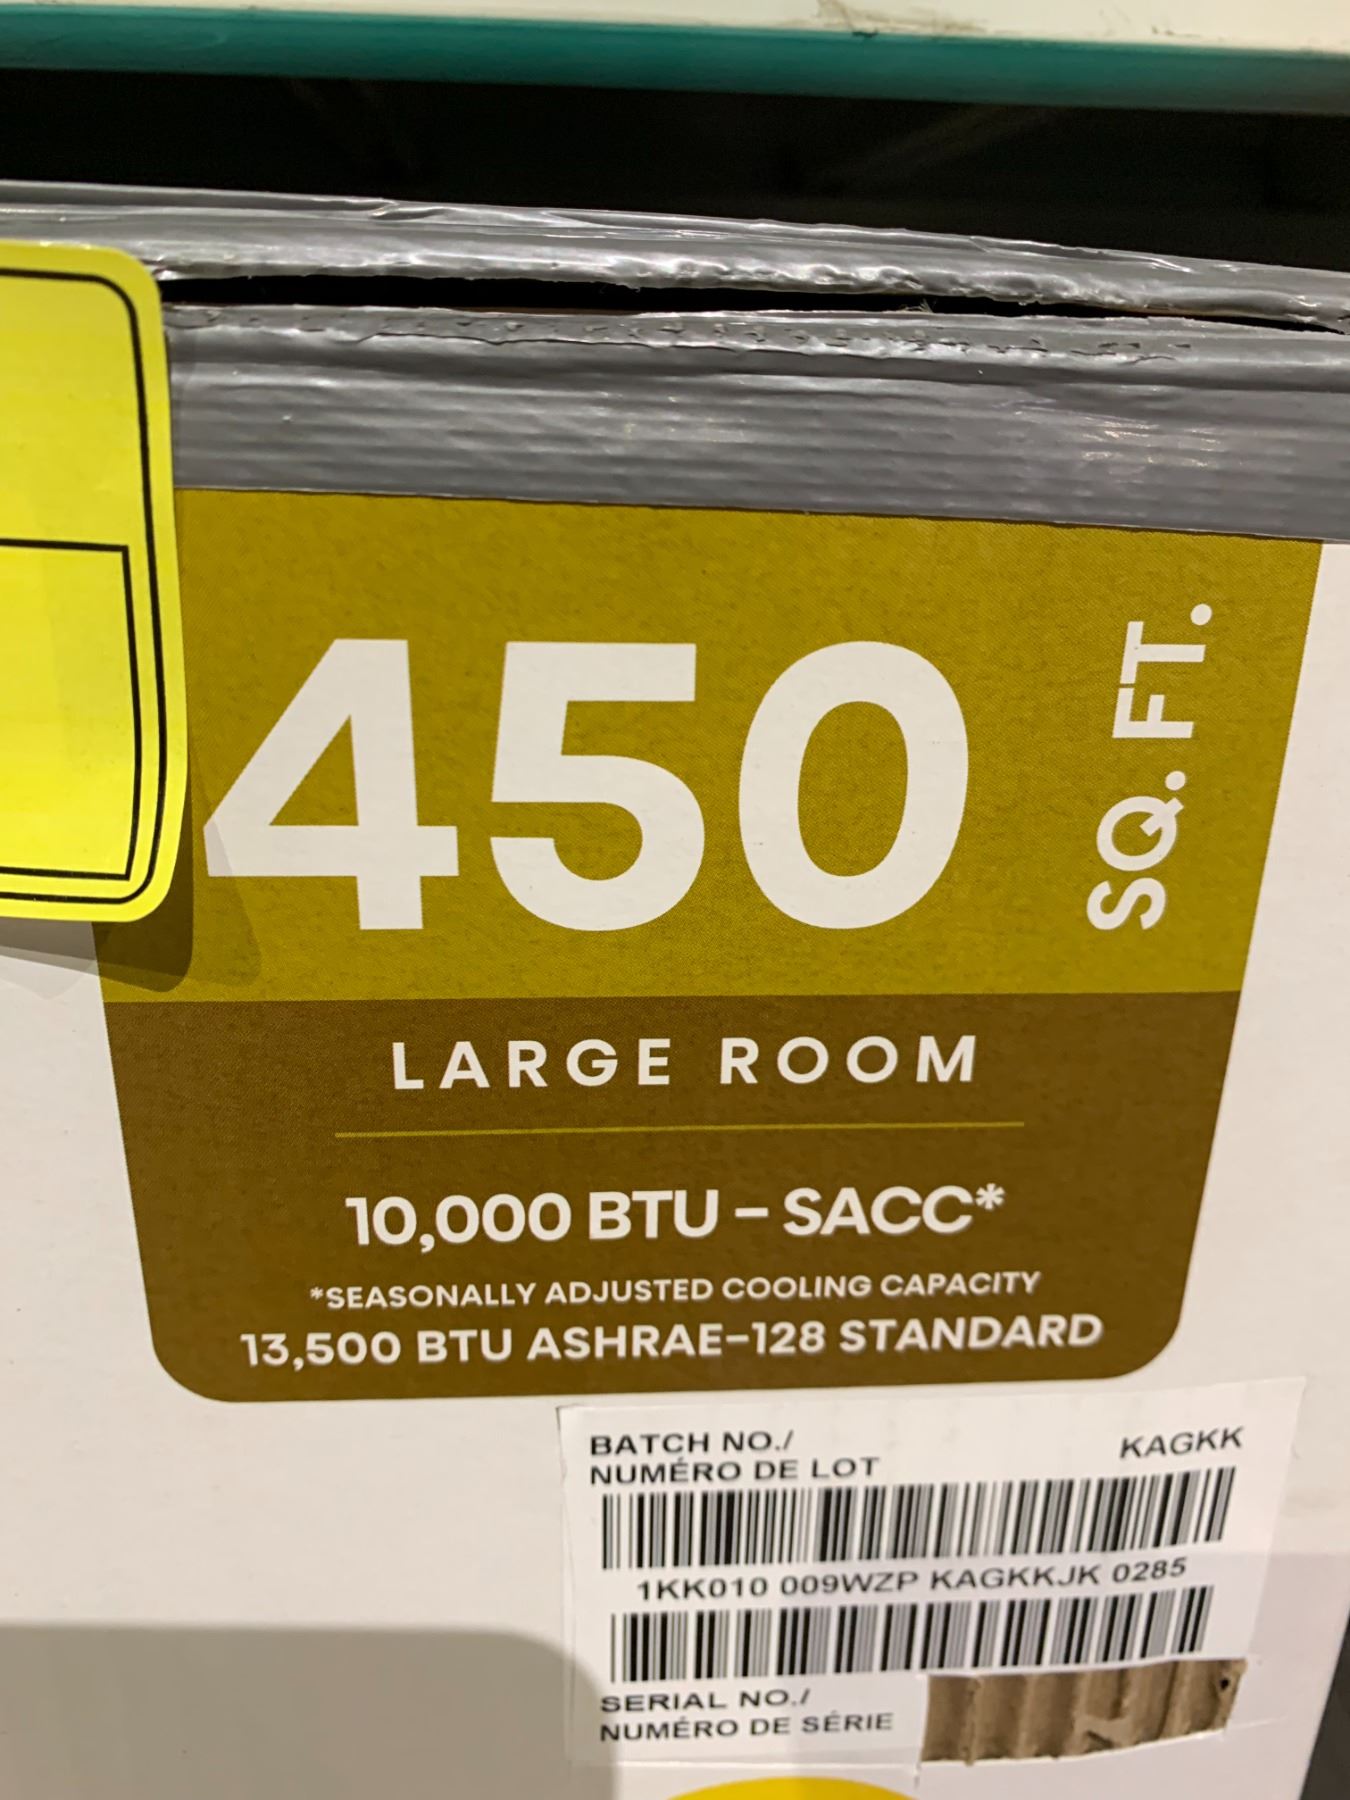 450 SQ. FT.
LARGE ROOM
10,000 BTU – SACC*
*SEASONALLY ADJUSTED COOLING CAPACITY
13,500 BTU ASHRAE–128 STANDARD
BATCH NO./ KAGKK
NUMÉRO DE LOT
1KK010 009WZP KAGKKJK 0285
SERIAL NO./
NUMÉRO DE SÉRIE